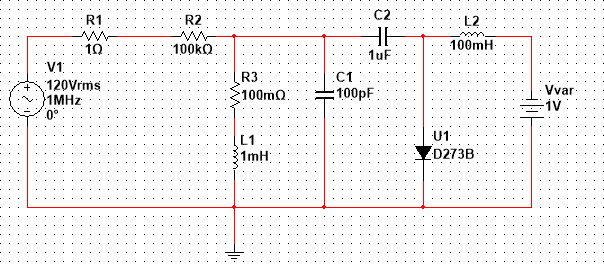 R1
1Ω
R2
100kΩ
C2
1uF
L2
100mH
V1
120Vrms
1MHz
0°
R3
100mΩ
C1
100pF
L1
1mH
U1
D273B
Vvar
1V